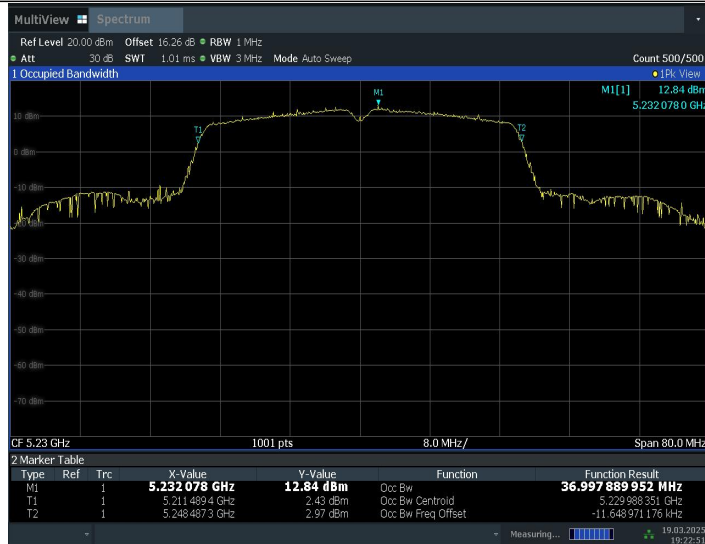 MultiView Spectrum
Ref Level 20.00 dBm Offset 16.26 dB RBW 1 MHz
Att 30 dB SWT 1.01 ms VBW 3 MHz Mode Auto Sweep Count 500/500
1 Occupied Bandwidth 1Pk View
M1[1] 12.84 dBm
5.232 078 0 GHz
M1
10 dBm
T1
T2
0 dBm
-10 dBm
-20 dBm
-30 dBm
-40 dBm
-50 dBm
-60 dBm
-70 dBm
CF 5.23 GHz 1001 pts 8.0 MHz/ Span 80.0 MHz
2 Marker Table
Type Ref Trc X-Value Y-Value Function Function Result
M1 1 5.232 078 GHz 12.84 dBm Occ Bw 36.997 889 952 MHz
T1 1 5.211 489 4 GHz 2.43 dBm Occ Bw Centroid 5.229 988 351 GHz
T2 1 5.248 487 3 GHz 2.97 dBm Occ Bw Freq Offset -11.648 971 176 kHz
Measuring... 19.03.2025
19:22:51